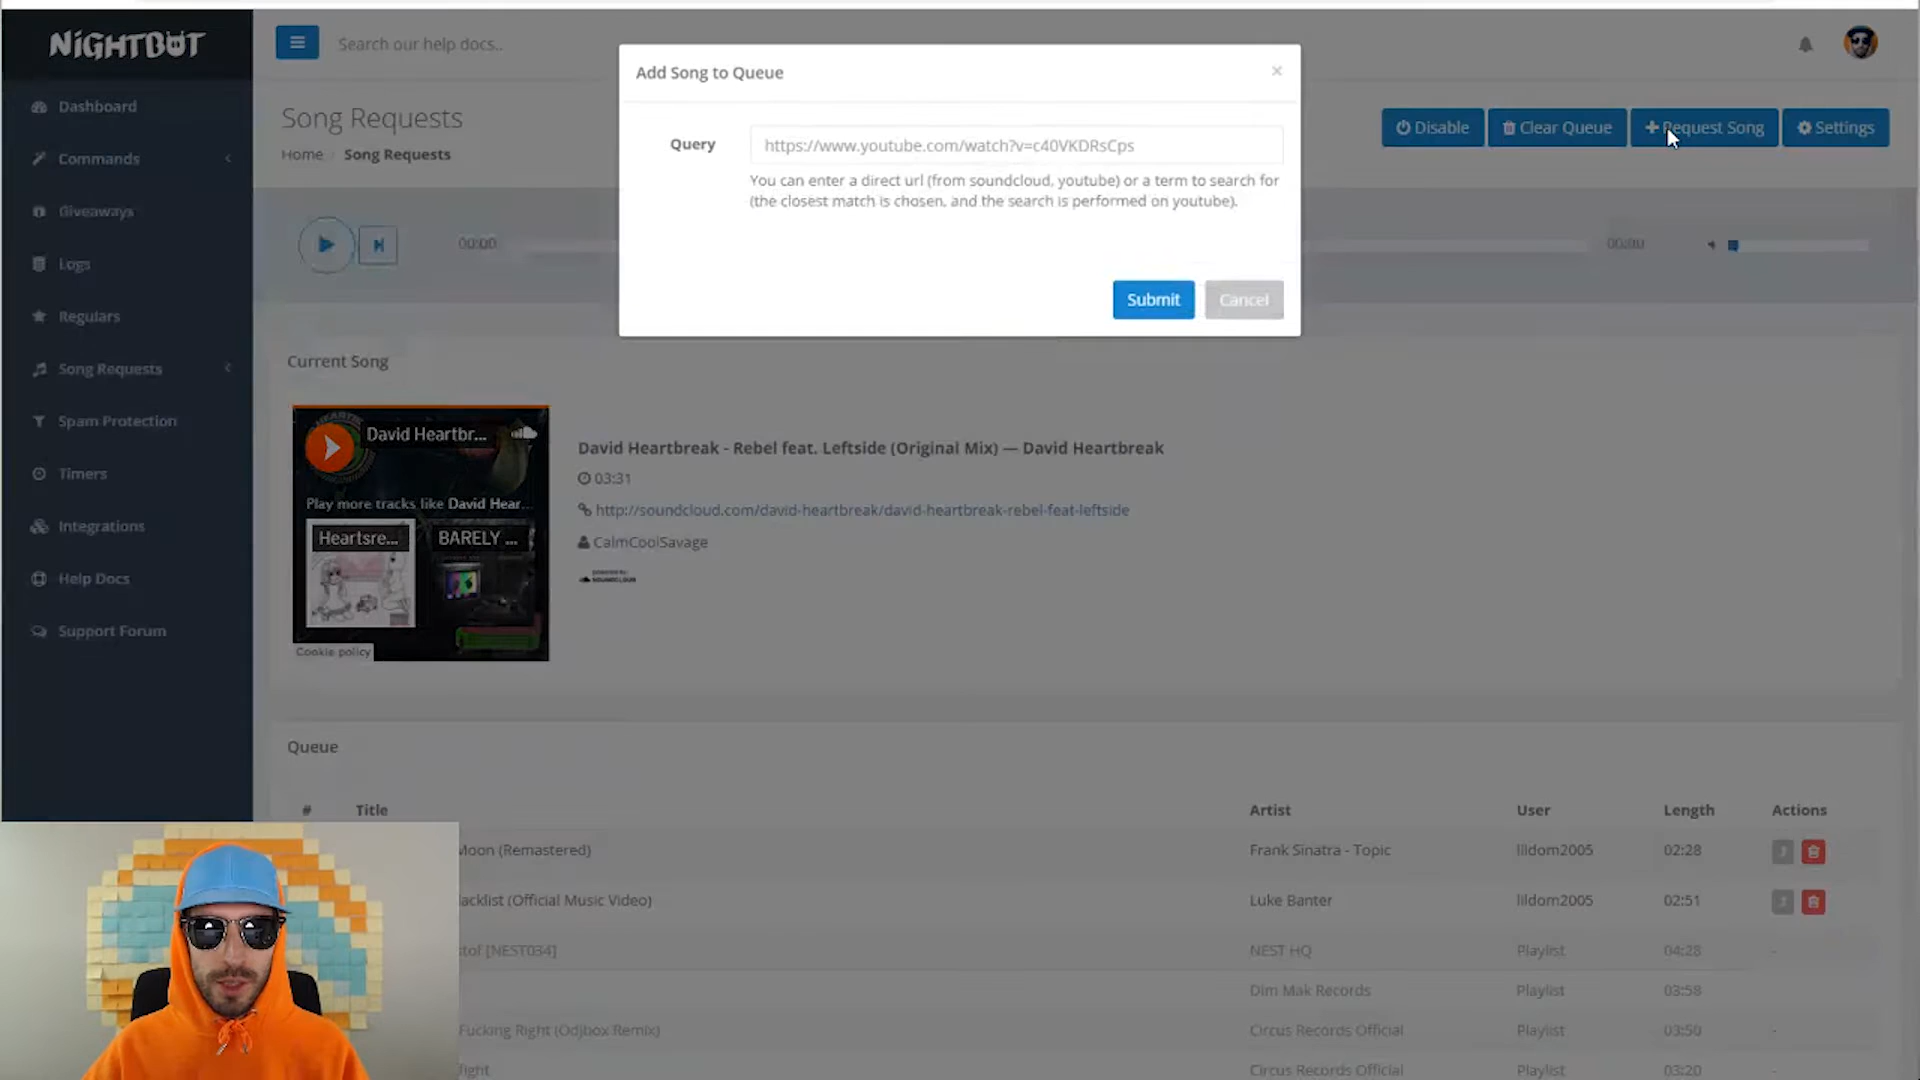 NiGHTBOT
Search our help docs..
Dashboard
Commands
Giveaways
Logs
Regulars
Song Requests
Spam Protection
Timers
Integrations
Help Docs
Support Forum
Song Requests
Home / Song Requests
Disable
Clear Queue
Request Song
Settings
Add Song to Queue
×
Query
https://www.youtube.com/watch?v=c40VKDRsCps
You can enter a direct url (from soundcloud, youtube) or a term to search for
(the closest match is chosen, and the search is performed on youtube).
Submit
Cancel
00:00
00:00
Current Song
David Heartbr...
Play more tracks like David Hear...
Heartsre...
BARELY ...
Cookie policy
David Heartbreak - Rebel feat. Leftside (Original Mix) — David Heartbreak
03:31
http://soundcloud.com/david-heartbreak/david-heartbreak-rebel-feat-leftside
CalmCoolSavage
SOUNDCLOUD
Queue
# Title Artist User Length Actions
Moon (Remastered) Frank Sinatra - Topic lildom2005 02:28
acklist (Official Music Video) Luke Banter lildom2005 02:51
stof [NEST034] NEST HQ Playlist 04:28 -
Dim Mak Records Playlist 03:58 -
Fucking Right (Odjbox Remix) Circus Records Official Playlist 03:50 -
fight Circus Records Official Playlist 03:20 -